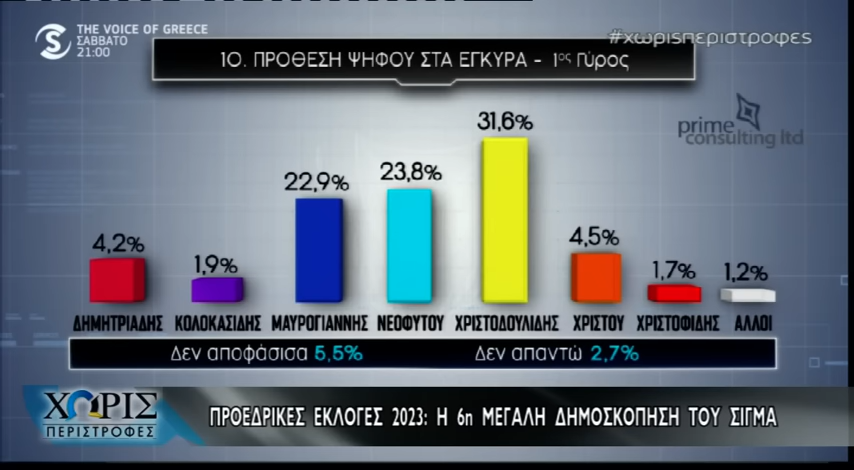 THE VOICE OF GREECE
ΣΑΒΒΑΤΟ
21:00
#χωρισπεριστροφες
10. ΠΡΟΘΕΣΗ ΨΗΦΟΥ ΣΤΑ ΕΓΚΥΡΑ - 1ος Γύρος
prime
consulting ltd
4,2% 1,9% 22,9% 23,8% 31,6% 4,5% 1,7% 1,2%
ΔΗΜΗΤΡΙΑΔΗΣ ΚΟΛΟΚΑΣΙΔΗΣ ΜΑΥΡΟΓΙΑΝΝΗΣ ΝΕΟΦΥΤΟΥ ΧΡΙΣΤΟΔΟΥΛΙΔΗΣ ΧΡΙΣΤΟΥ ΧΡΙΣΤΟΦΙΔΗΣ ΑΛΛΟΙ
Δεν αποφάσισα 5,5% Δεν απαντώ 2,7%
ΧΩΡΙΣ
ΠΕΡΙΣΤΡΟΦΕΣ
ΠΡΟΕΔΡΙΚΕΣ ΕΚΛΟΓΕΣ 2023: Η 6η ΜΕΓΑΛΗ ΔΗΜΟΣΚΟΠΗΣΗ ΤΟΥ ΣΙΓΜΑ